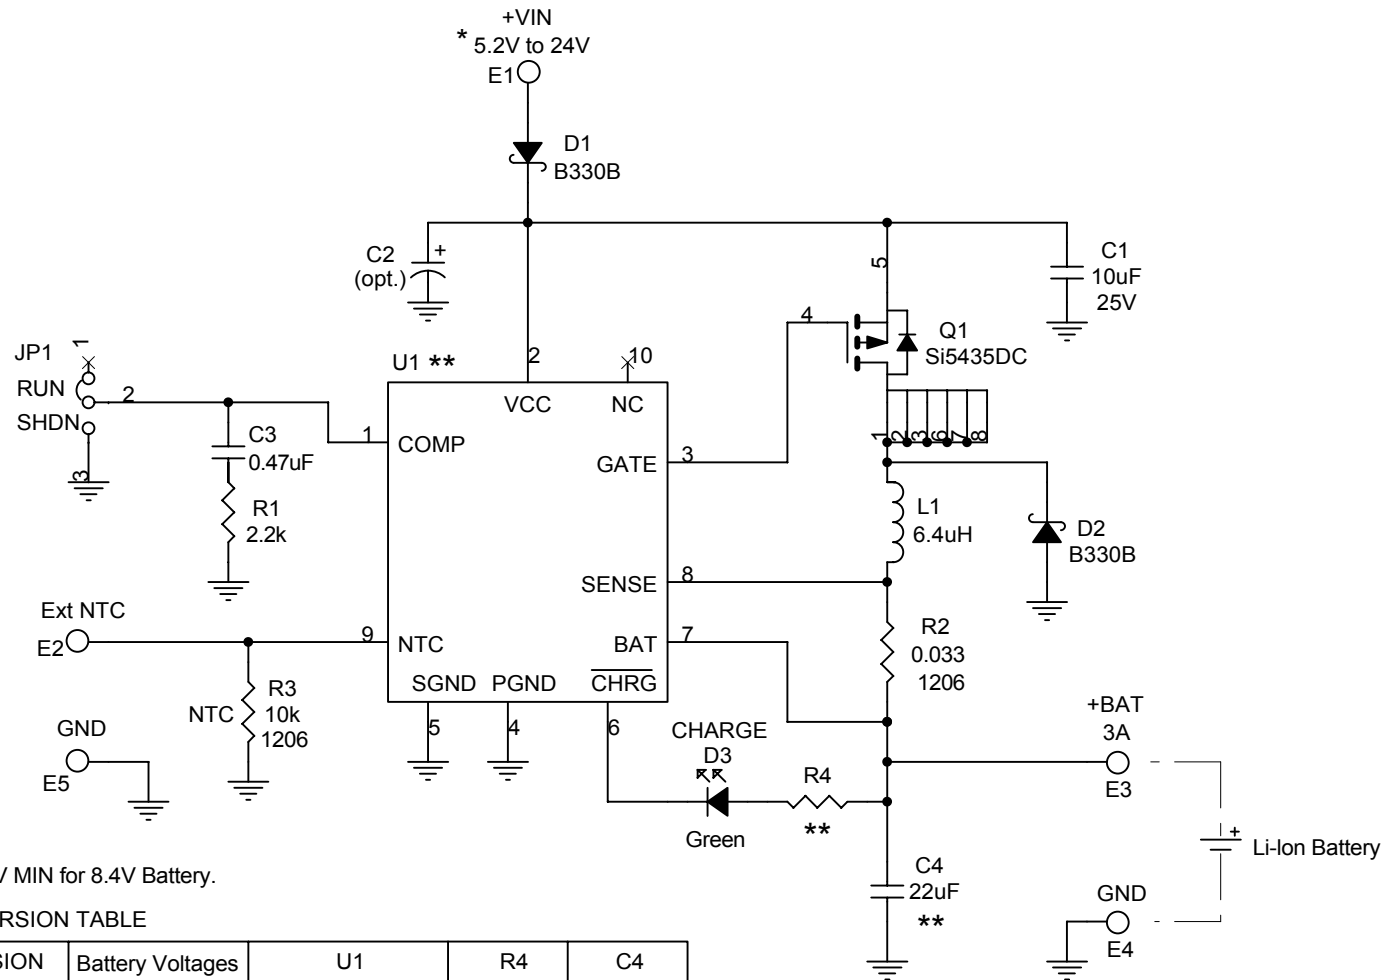 +VIN
* 5.2V to 24V
E1
D1
B330B
C2
(opt.)
+
5
C1
10uF
25V
4
Q1
Si5435DC
JP1
1
RUN
2
SHDN
3
U1 **
2
10
VCC
NC
C3
0.47uF
1
COMP
GATE
3
1
2
3
6
7
8
R1
2.2k
L1
6.4uH
D2
B330B
SENSE
8
Ext NTC
E2
9
NTC
BAT
7
R2
0.033
1206
SGND
PGND
CHRG
NTC
R3
10k
1206
5
4
6
GND
E5
CHARGE
D3
Green
R4
**
+BAT
3A
E3
+
Li-Ion Battery
C4
22uF
**
GND
E4
V MIN for 8.4V Battery.
RSION TABLE
SION
Battery Voltages
U1
R4
C4